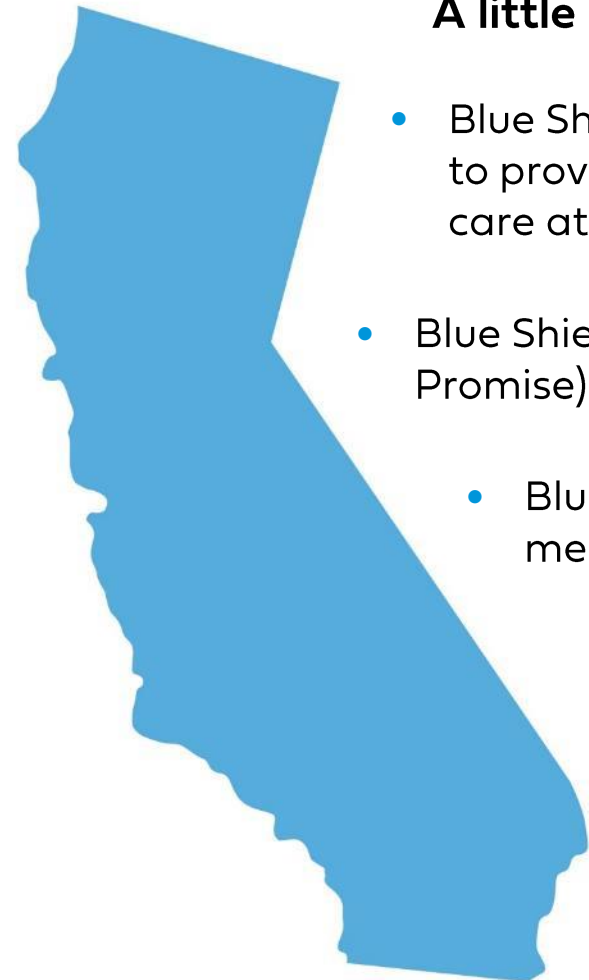 A little
• Blue Sh
to prov
care at
• Blue Shie
Promise)
• Blu
me